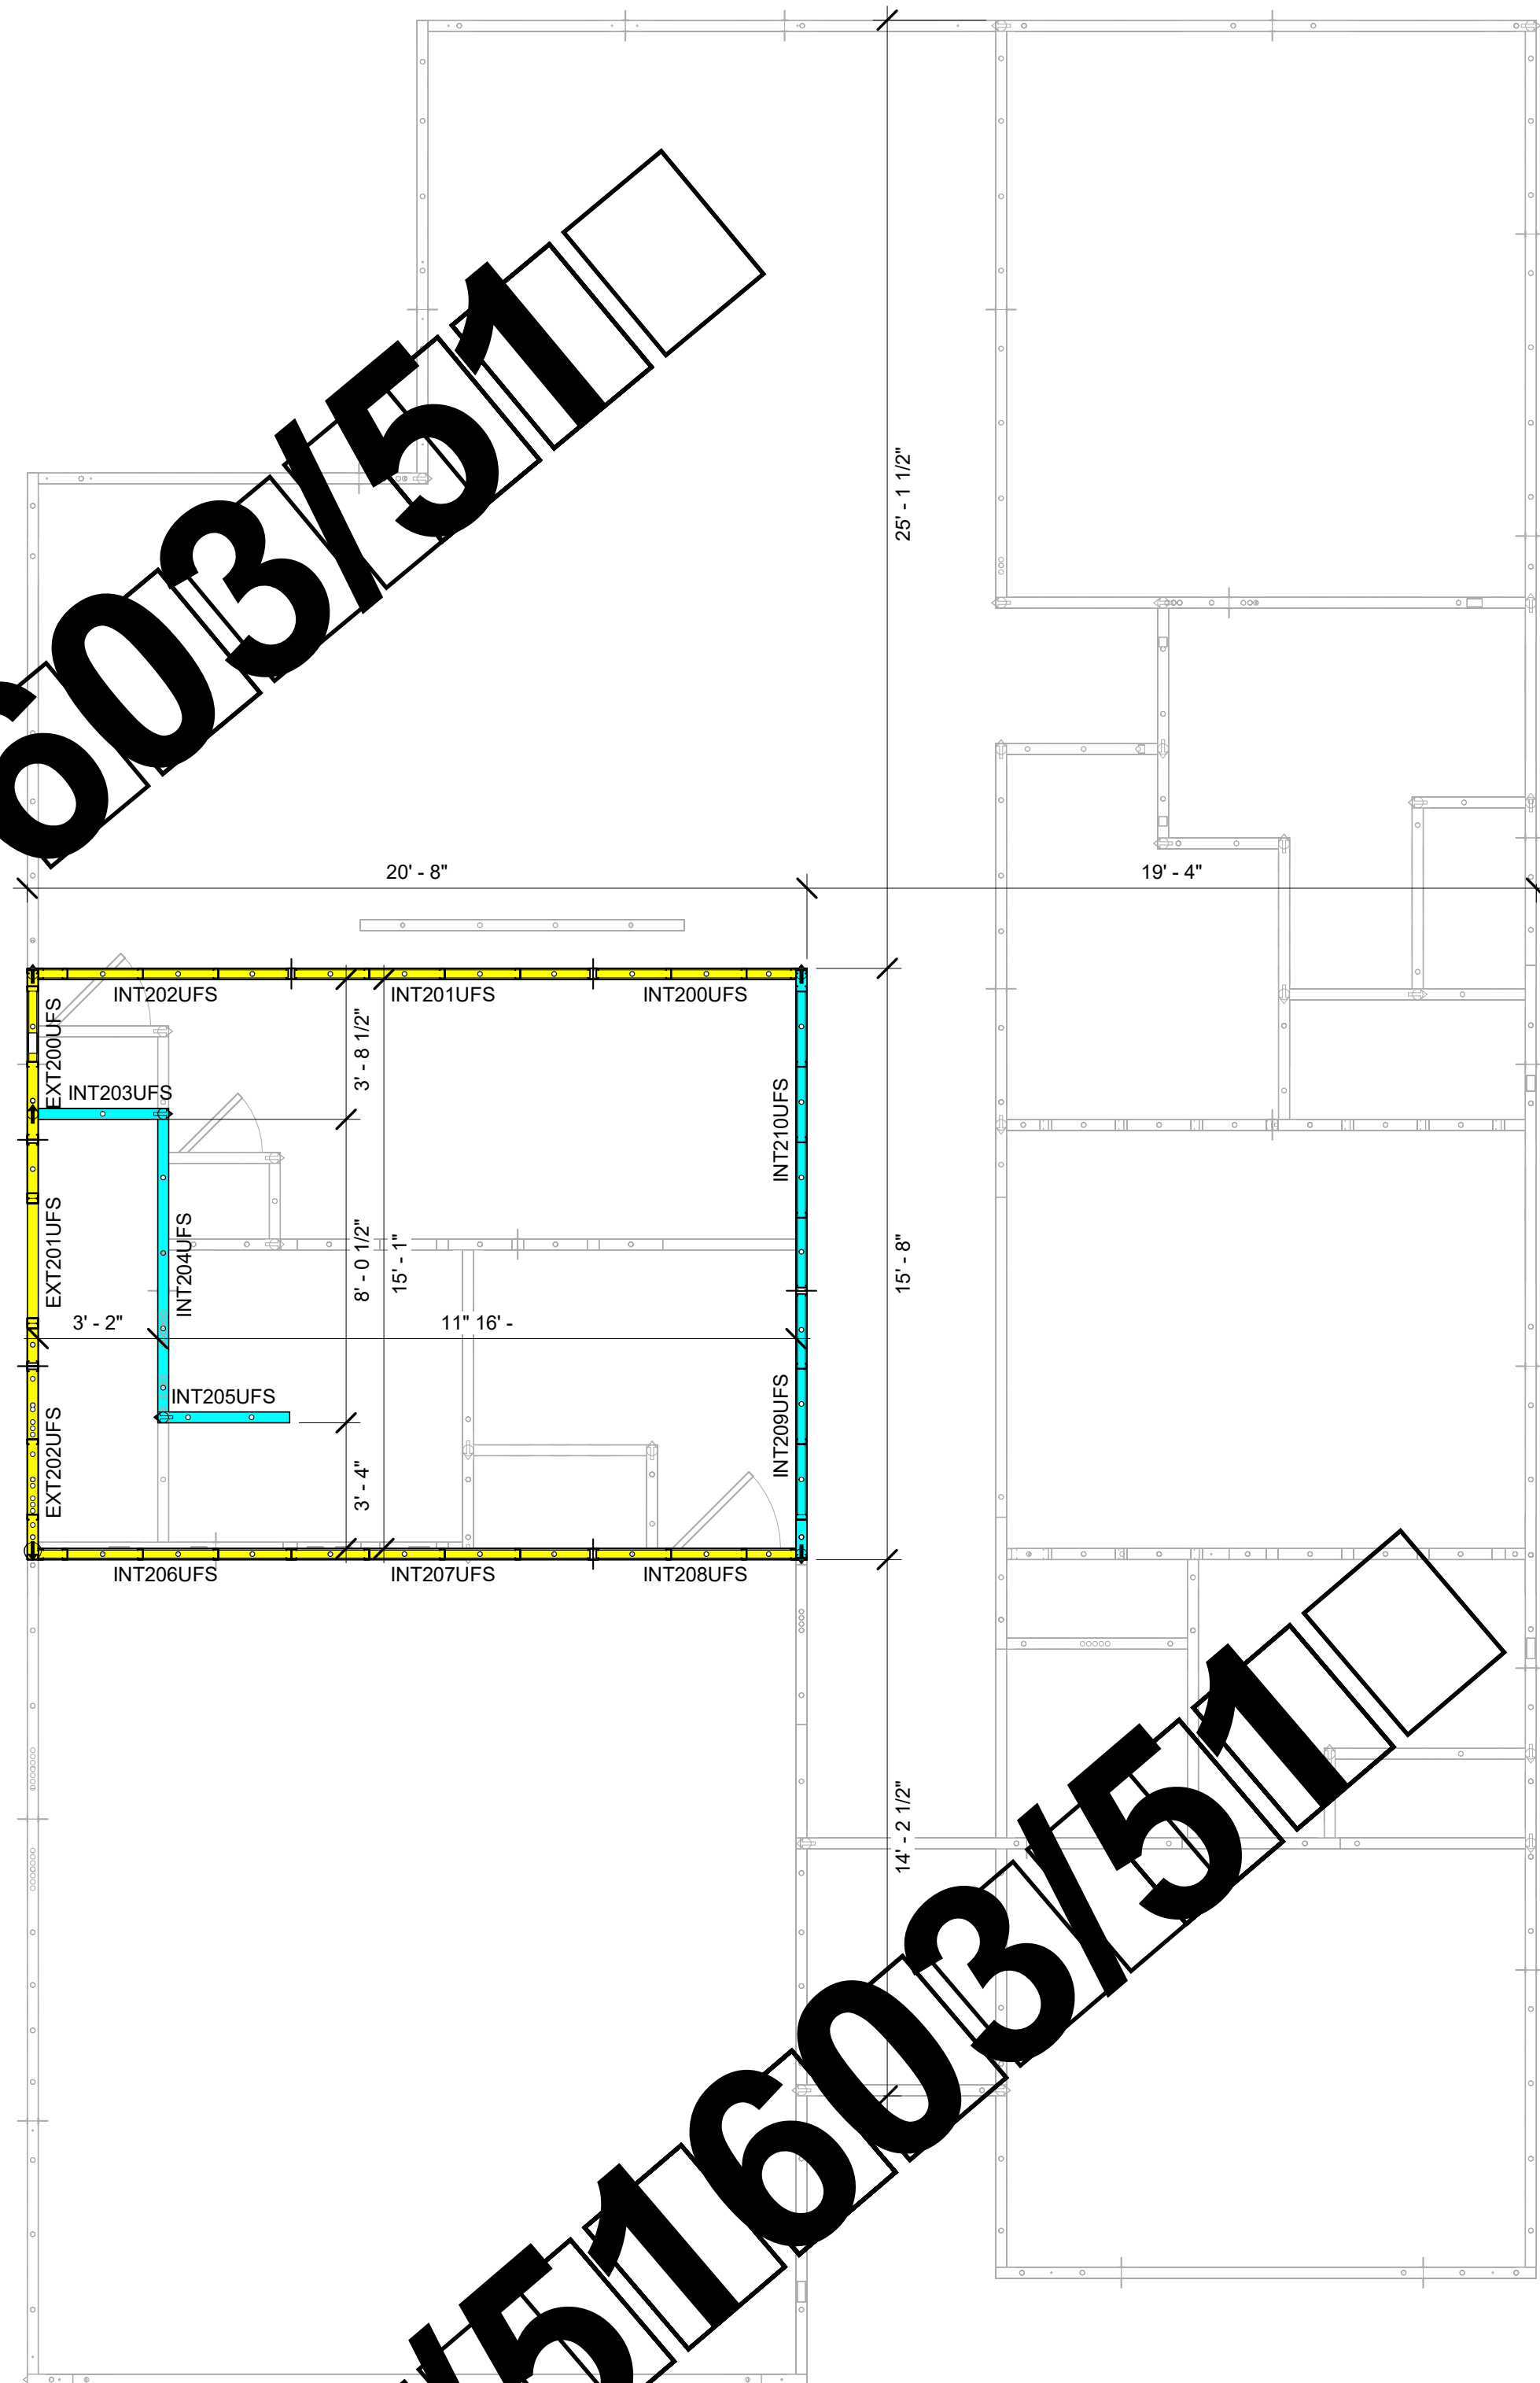 603/51
25' - 1 1/2"
20' - 8"
19' - 4"
INT202UFS
INT201UFS
INT200UFS
EXT200UFS
3' - 8 1/2"
INT203UFS
INT210UFS
EXT201UFS
INT204UFS
8' - 0 1/2"
15' - 1"
15' - 8"
3' - 2"
11" 16' -
INT205UFS
EXT202UFS
3' - 4"
INT209UFS
INT206UFS
INT207UFS
INT208UFS
14' - 2 1/2"
/51603/51